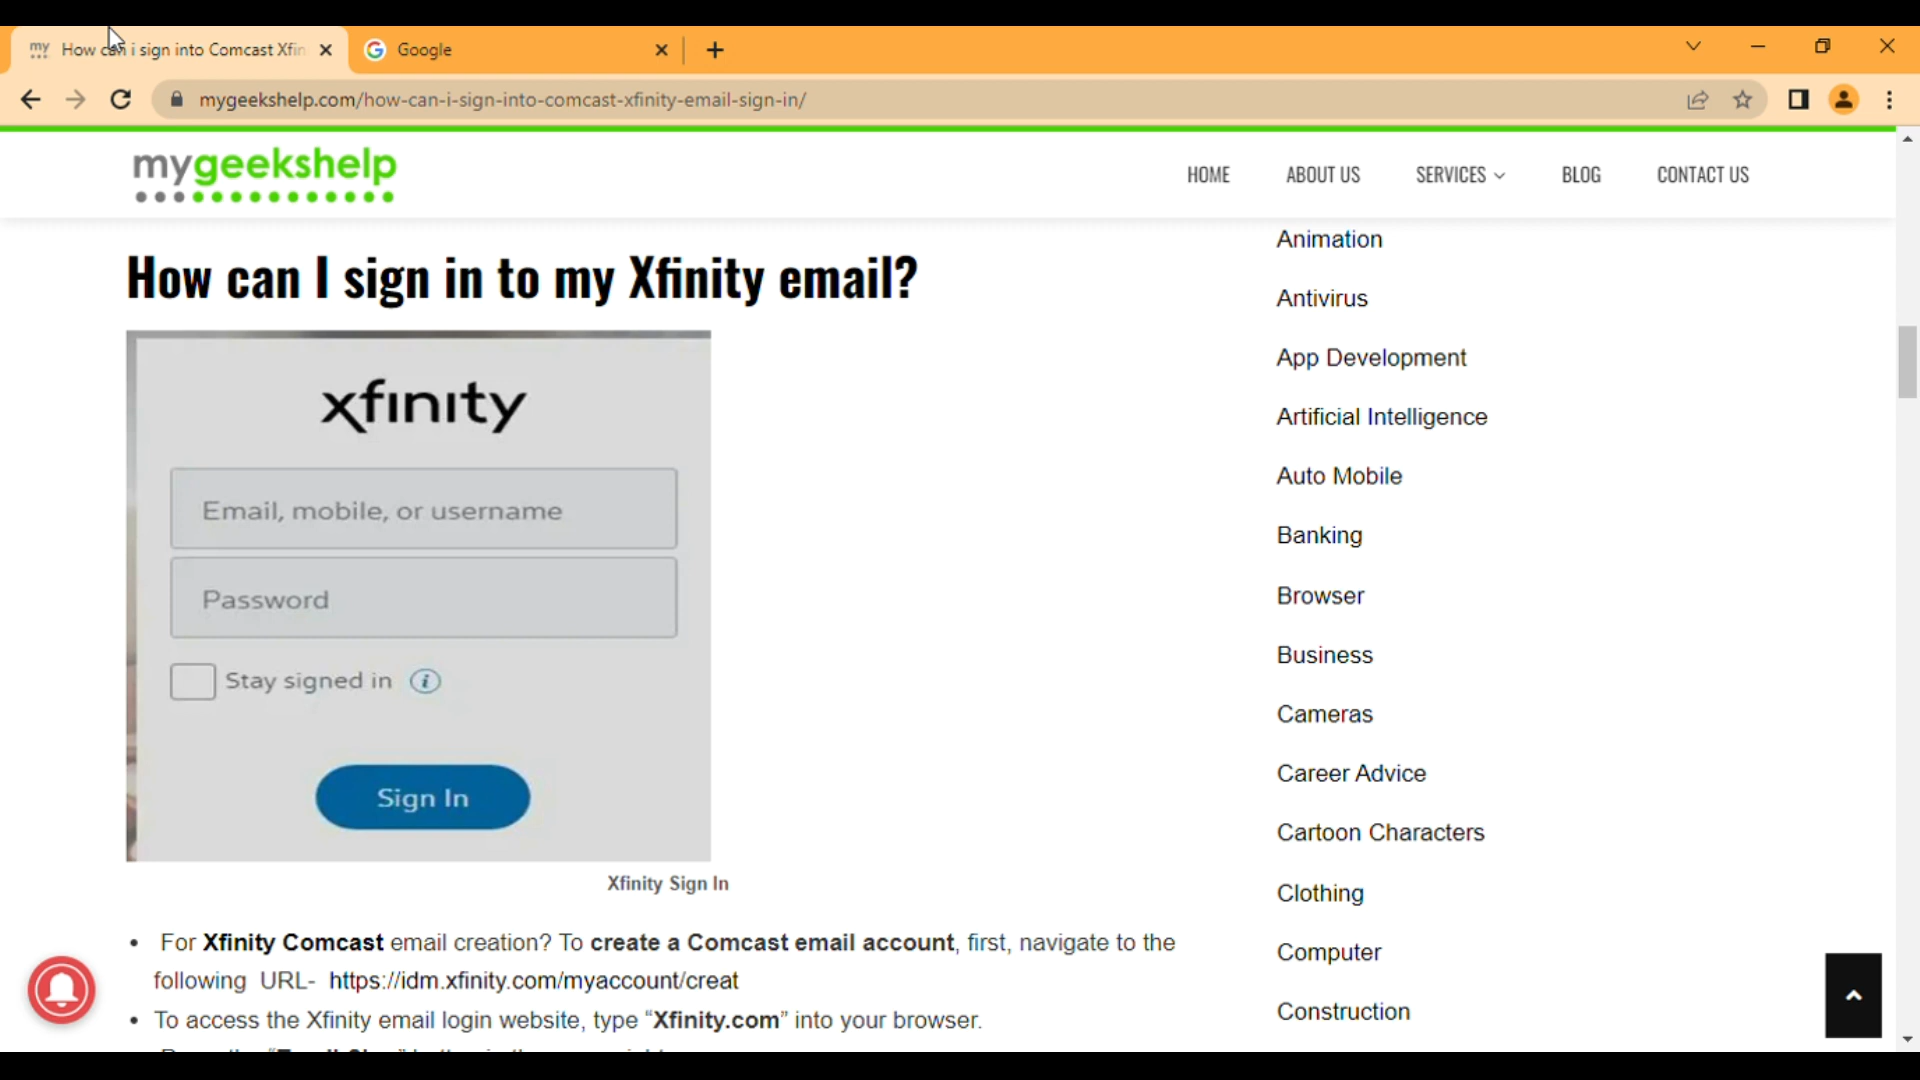 my How can i sign into Comcast Xfin
Google
mygeekshelp.com/how-can-i-sign-into-comcast-xfinity-email-sign-in/
mygeekshelp
HOME ABOUT US SERVICES BLOG CONTACT US
How can I sign in to my Xfinity email?
xfinity
Email, mobile, or username
Password
Stay signed in i
Sign In
Xfinity Sign In
• For Xfinity Comcast email creation? To create a Comcast email account, first, navigate to the
following URL- https://idm.xfinity.com/myaccount/creat
• To access the Xfinity email login website, type “Xfinity.com” into your browser.
Animation
Antivirus
App Development
Artificial Intelligence
Auto Mobile
Banking
Browser
Business
Cameras
Career Advice
Cartoon Characters
Clothing
Computer
Construction